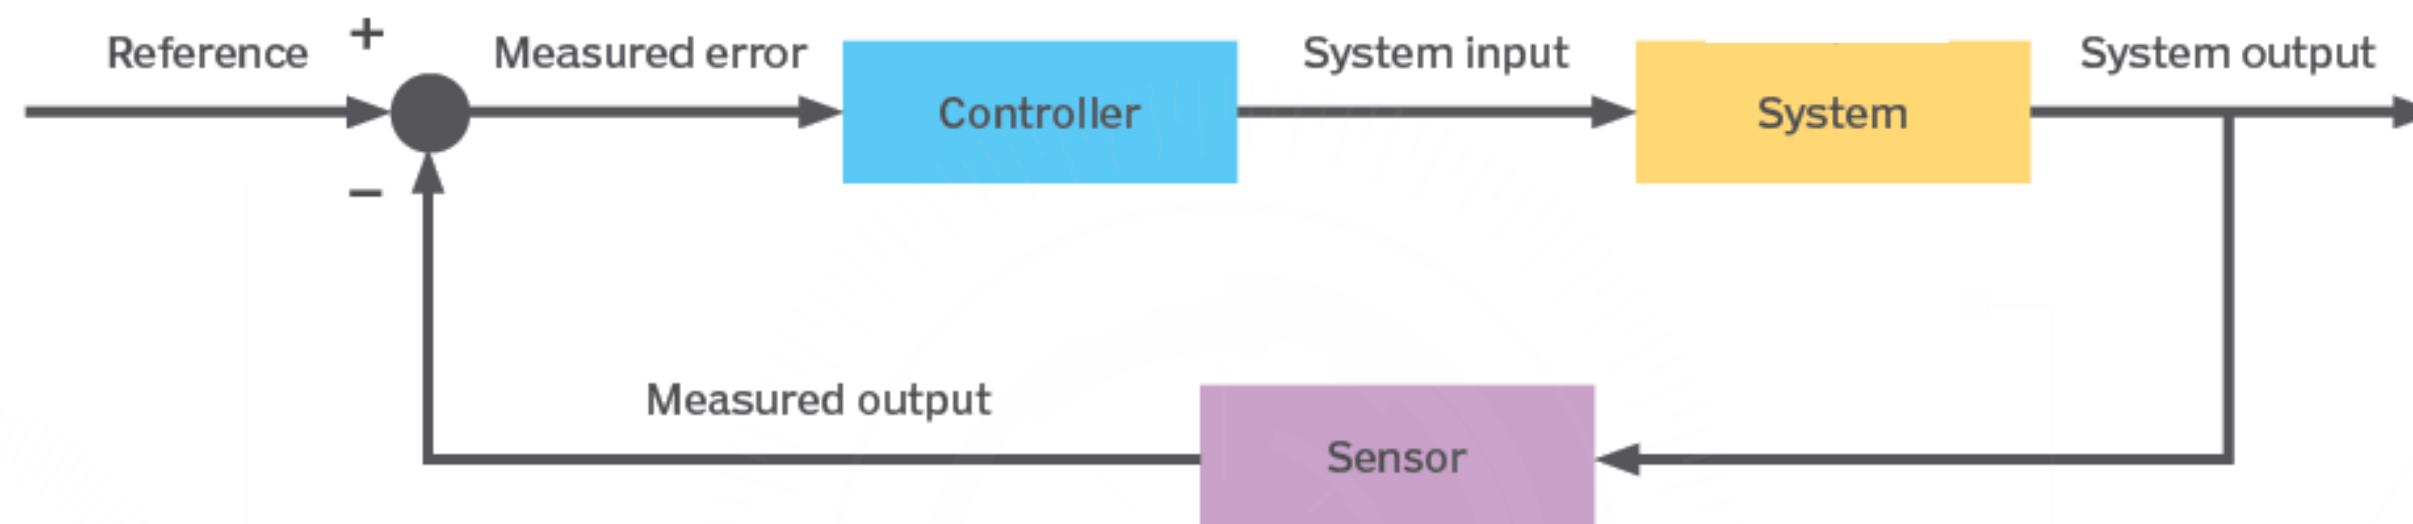 Reference
+
Measured error
Controller
System input
System
System output
−
Measured output
Sensor